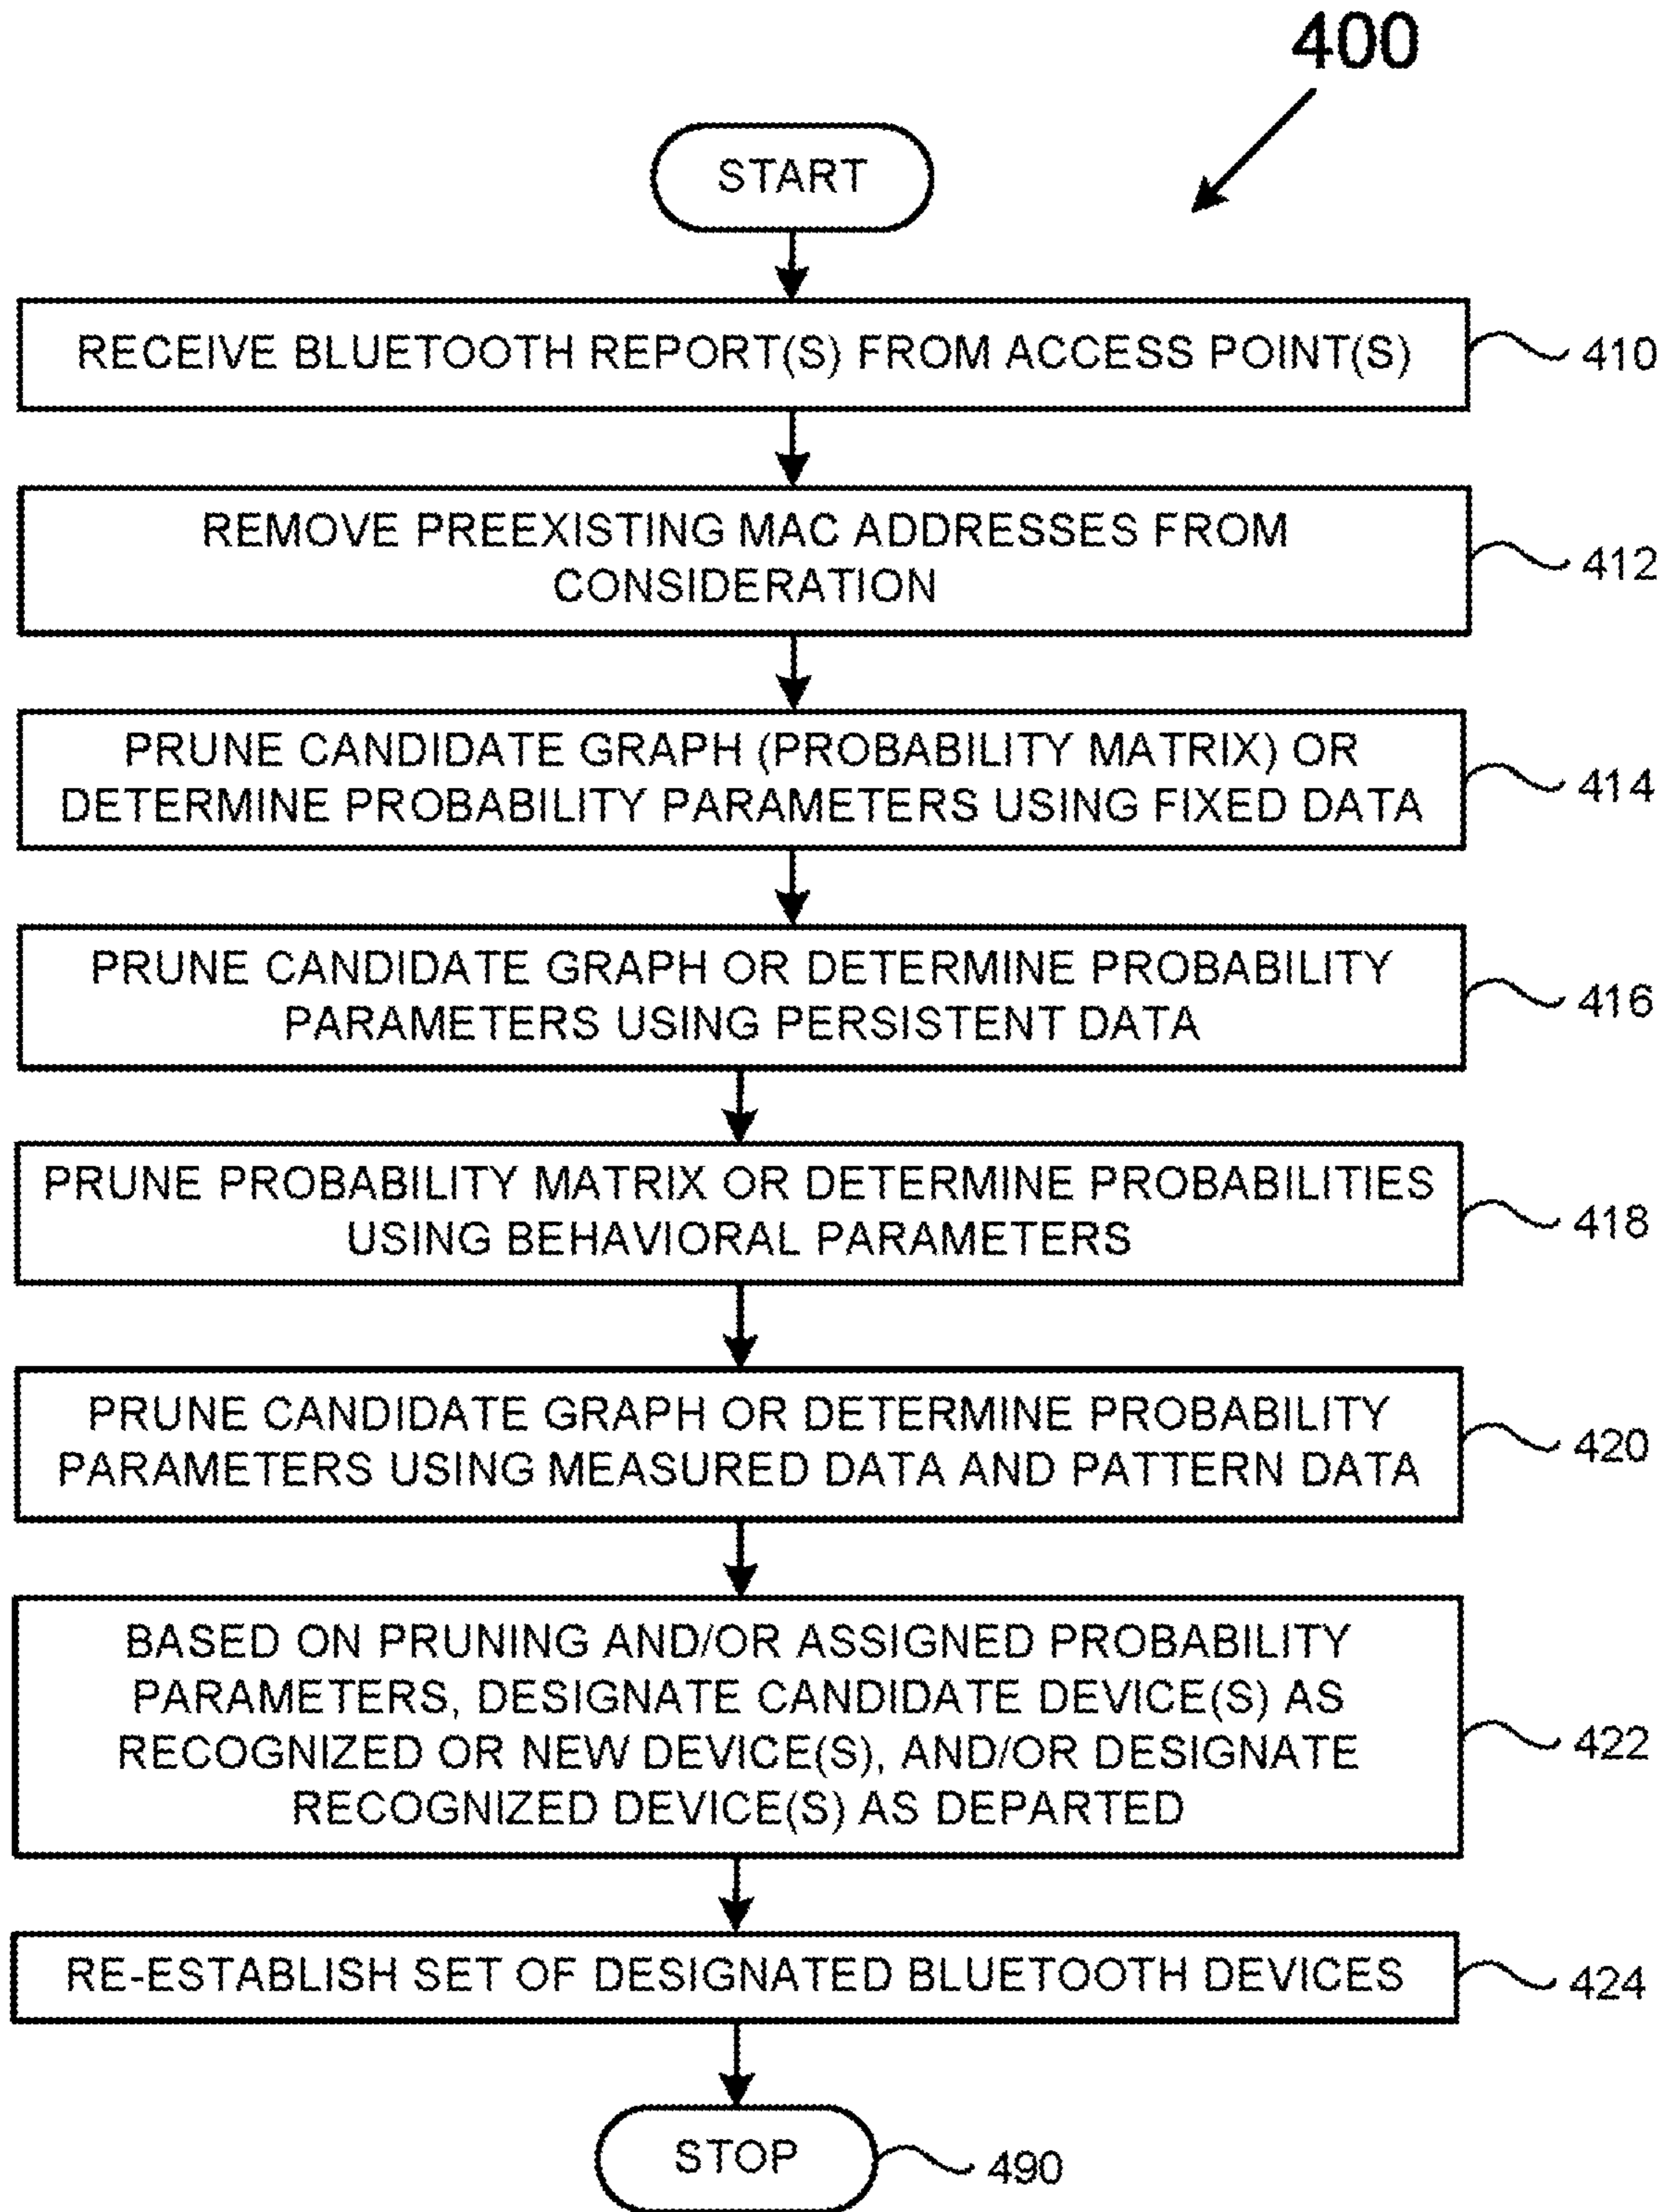 400
START
RECEIVE BLUETOOTH REPORT(S) FROM ACCESS POINT(S)
410
REMOVE PREEXISTING MAC ADDRESSES FROM
CONSIDERATION
412
PRUNE CANDIDATE GRAPH (PROBABILITY MATRIX) OR
DETERMINE PROBABILITY PARAMETERS USING FIXED DATA
414
PRUNE CANDIDATE GRAPH OR DETERMINE PROBABILITY
PARAMETERS USING PERSISTENT DATA
416
PRUNE PROBABILITY MATRIX OR DETERMINE PROBABILITIES
USING BEHAVIORAL PARAMETERS
418
PRUNE CANDIDATE GRAPH OR DETERMINE PROBABILITY
PARAMETERS USING MEASURED DATA AND PATTERN DATA
420
BASED ON PRUNING AND/OR ASSIGNED PROBABILITY
PARAMETERS, DESIGNATE CANDIDATE DEVICE(S) AS
RECOGNIZED OR NEW DEVICE(S), AND/OR DESIGNATE
RECOGNIZED DEVICE(S) AS DEPARTED
422
RE-ESTABLISH SET OF DESIGNATED BLUETOOTH DEVICES
424
STOP
490